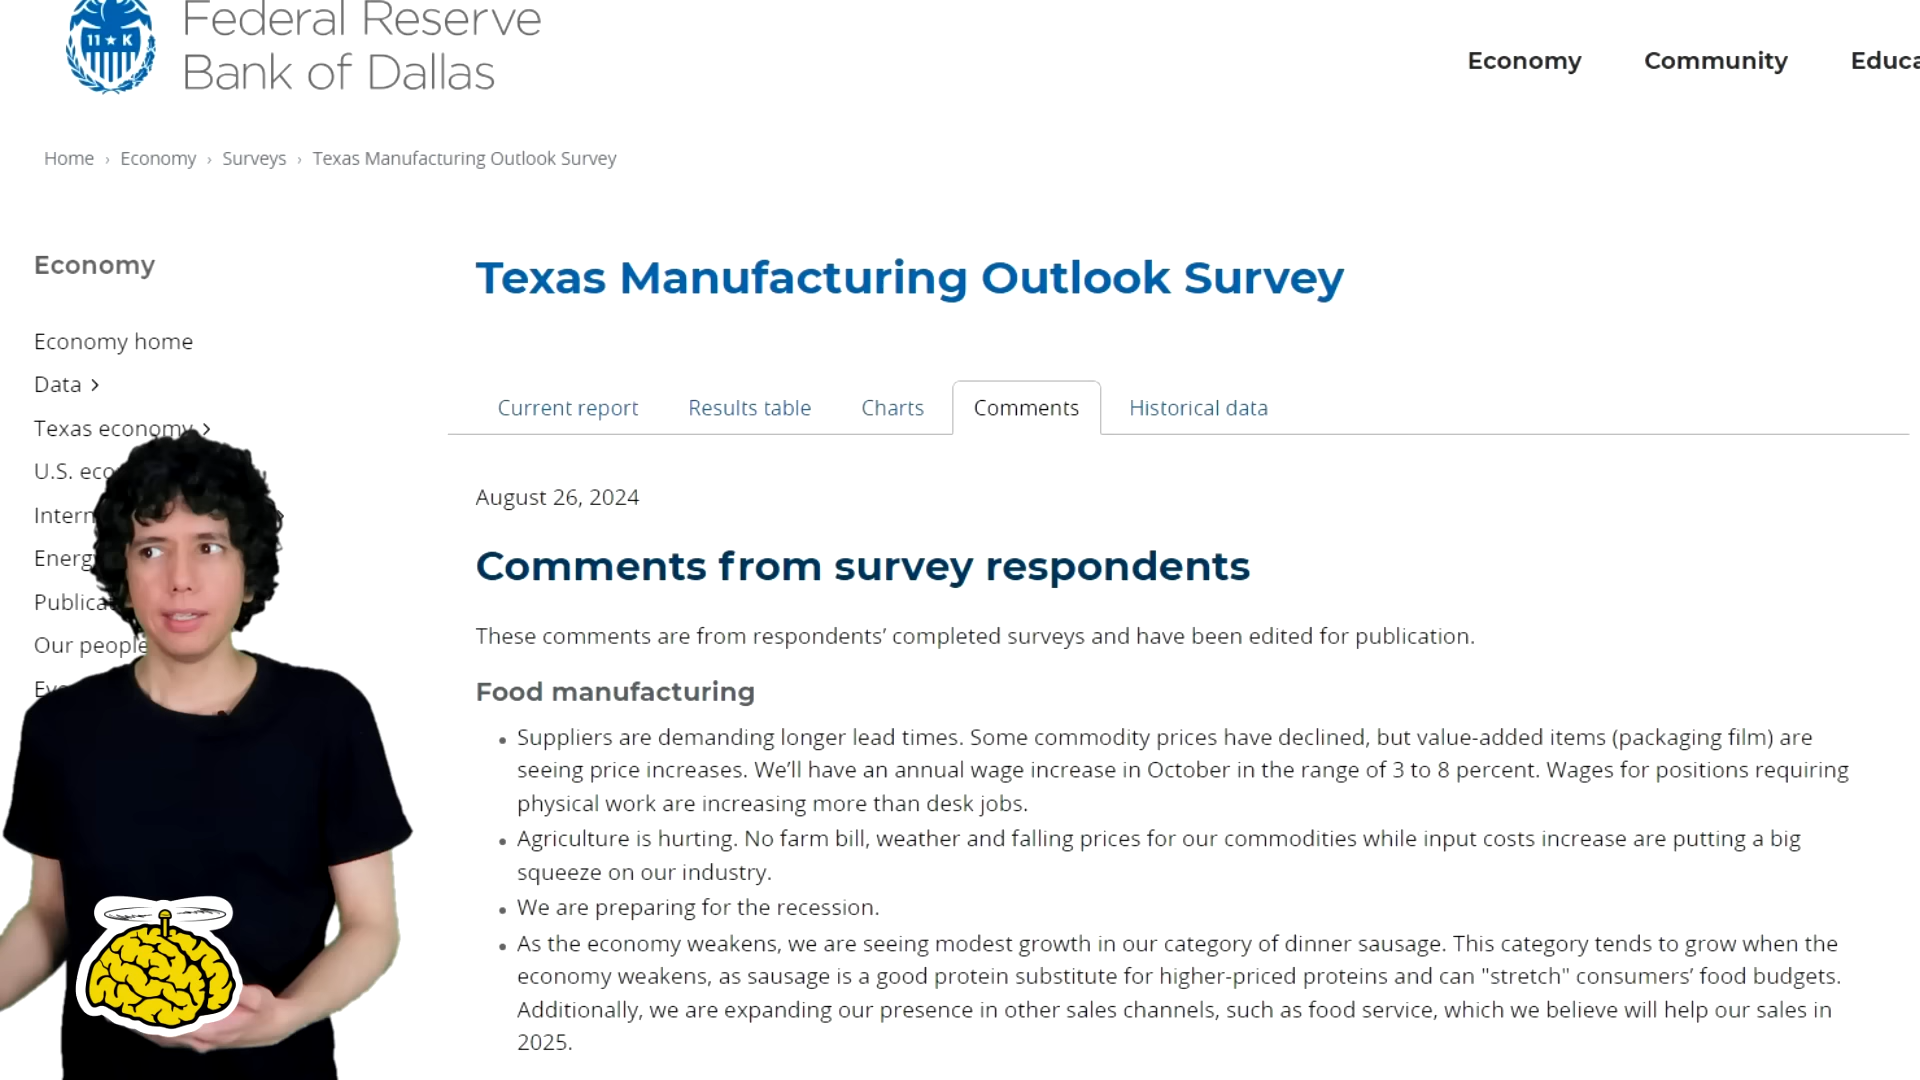 Federal Reserve
Bank of Dallas
11 ★ K
Economy Community
Home › Economy › Surveys › Texas Manufacturing Outlook Survey
Economy
Economy home
Data ›
Texas economy ›
U.S.
Our people
Texas Manufacturing Outlook Survey
Current report Results table Charts Comments Historical data
August 26, 2024
Comments from survey respondents
These comments are from respondents’ completed surveys and have been edited for publication.
Food manufacturing
• Suppliers are demanding longer lead times. Some commodity prices have declined, but value-added items (packaging film) are
seeing price increases. We’ll have an annual wage increase in October in the range of 3 to 8 percent. Wages for positions requiring
physical work are increasing more than desk jobs.
• Agriculture is hurting. No farm bill, weather and falling prices for our commodities while input costs increase are putting a big
squeeze on our industry.
• We are preparing for the recession.
• As the economy weakens, we are seeing modest growth in our category of dinner sausage. This category tends to grow when the
economy weakens, as sausage is a good protein substitute for higher-priced proteins and can "stretch" consumers’ food budgets.
Additionally, we are expanding our presence in other sales channels, such as food service, which we believe will help our sales in
2025.